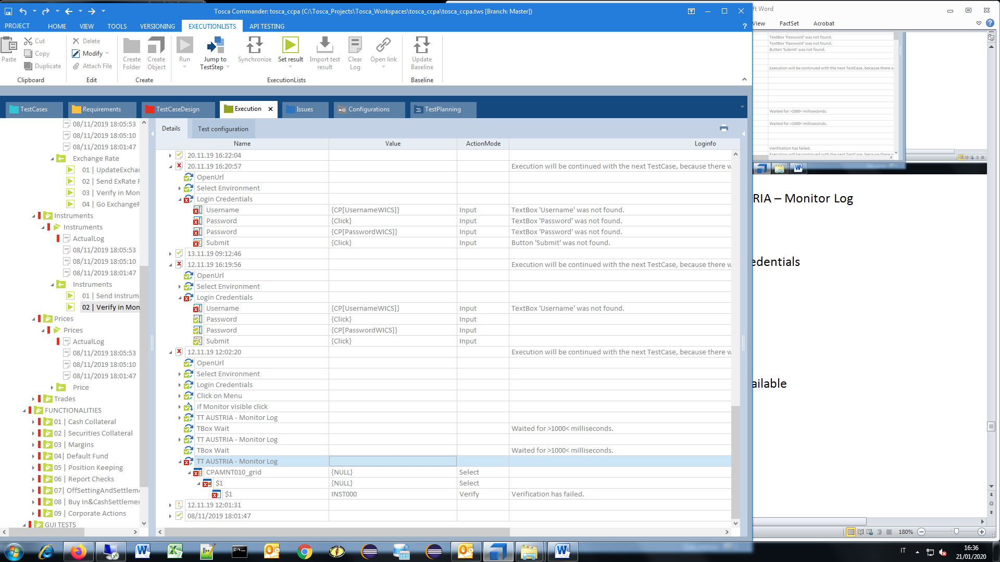 Tosca Commander: tosca_ccpa (C:\Tosca_Projects\Tosca_Workspaces\tosca_ccpa\tosca_ccpa.tws [Branch: Master])
PROJECT HOME VIEW TOOLS VERSIONING EXECUTIONLISTS API TESTING
Paste
Cut
Copy
Duplicate
Clipboard
Delete
Modify
Attach File
Edit
Create Folder
Create Object
Create
Run
Jump to TestStep
Synchronize
Set result
Import test result
Clear Log
Open link
ExecutionLists
Update Baseline
Baseline
TestCases Requirements TestCaseDesign Execution Issues Configurations TestPlanning
08/11/2019 18:05:53
08/11/2019 18:05:10
08/11/2019 18:01:47
Exchange Rate
01 | UpdateExchar
02 | Send ExRate F
03 | Verify in Mon
04 | Go ExchangeF
Instruments
Instruments
ActualLog
08/11/2019 18:05:53
08/11/2019 18:05:10
08/11/2019 18:01:47
Instruments
01 | Send Instrum
02 | Verify in Mon
Prices
Prices
ActualLog
08/11/2019 18:05:53
08/11/2019 18:05:10
08/11/2019 18:01:47
Price
Trades
FUNCTIONALITIES
01 | Cash Collateral
02 | Securities Collateral
03 | Margins
04| Default Fund
05 | Position Keeping
06 | Report Checks
07| OffSettingAndSettlem
08 | Buy In&CashSettlemer
09 | Corporate Actions
GUI TESTS
Details Test configuration
Name Value ActionMode Loginfo
20.11.19 16:22:04
20.11.19 16:20:57 Execution will be continued with the next TestCase, because there w
OpenUrl
Select Environment
Login Credentials
Username {CP[UsernameWICS]} Input TextBox 'Username' was not found.
Password {Click} Input TextBox 'Password' was not found.
Password {CP[PasswordWICS]} Input TextBox 'Password' was not found.
Submit {Click} Input Button 'Submit' was not found.
13.11.19 09:12:46
12.11.19 16:19:56 Execution will be continued with the next TestCase, because there w
OpenUrl
Select Environment
Login Credentials
Username {CP[UsernameWICS]} Input TextBox 'Username' was not found.
Password {Click} Input
Password {CP[PasswordWICS]} Input
Submit {Click} Input
12.11.19 12:02:20 Execution will be continued with the next TestCase, because there w
OpenUrl
Select Environment
Login Credentials
Click on Menu
if Monitor visible click
TT AUSTRIA - Monitor Log
TBox Wait Waited for >1000< milliseconds.
TT AUSTRIA - Monitor Log
TBox Wait Waited for >1000< milliseconds.
TT AUSTRIA - Monitor Log
CPAMNT010_grid {NULL} Select
$1 {NULL} Select
$1 INST000 Verify Verification has failed.
12.11.19 12:01:31
08/11/2019 18:01:47
ft Word
View FactSet Acrobat
TextBox 'Password' was not found.
TextBox 'Password' was not found.
Button 'Submit' was not found.
Execution will be continued with the next TestCase, because there w
Waited for >1000< milliseconds.
Waited for >1000< milliseconds.
Verification has failed.
Execution will be continued with the next TestCase, because there w
RIA – Monitor Log
edentials
ailable
180%
IT
16:36
21/01/2020